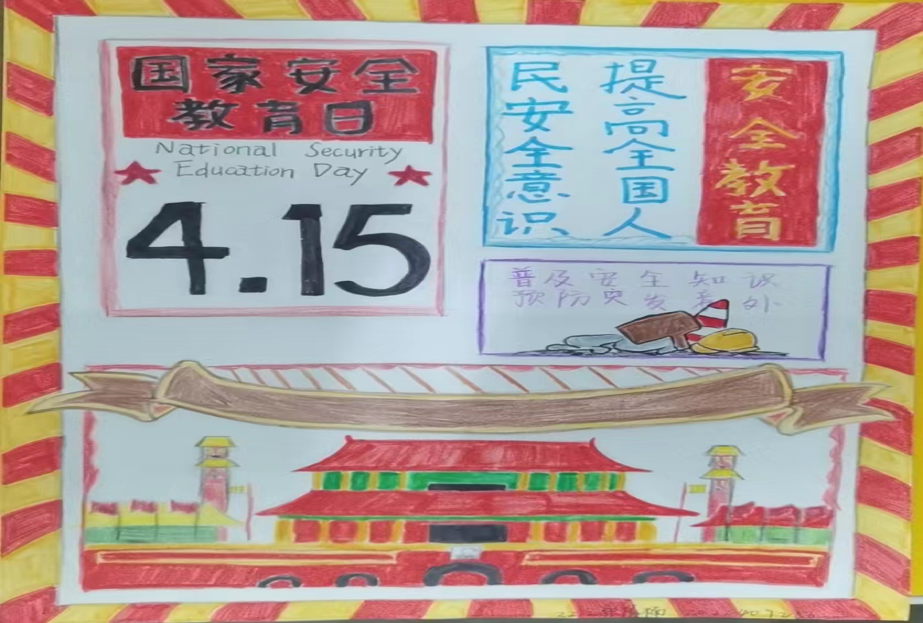 国家安全
教育日
National Security
Education Day
4.15
安全教育
提高全国人
民安全意识
普及安全知识
预防突发意外